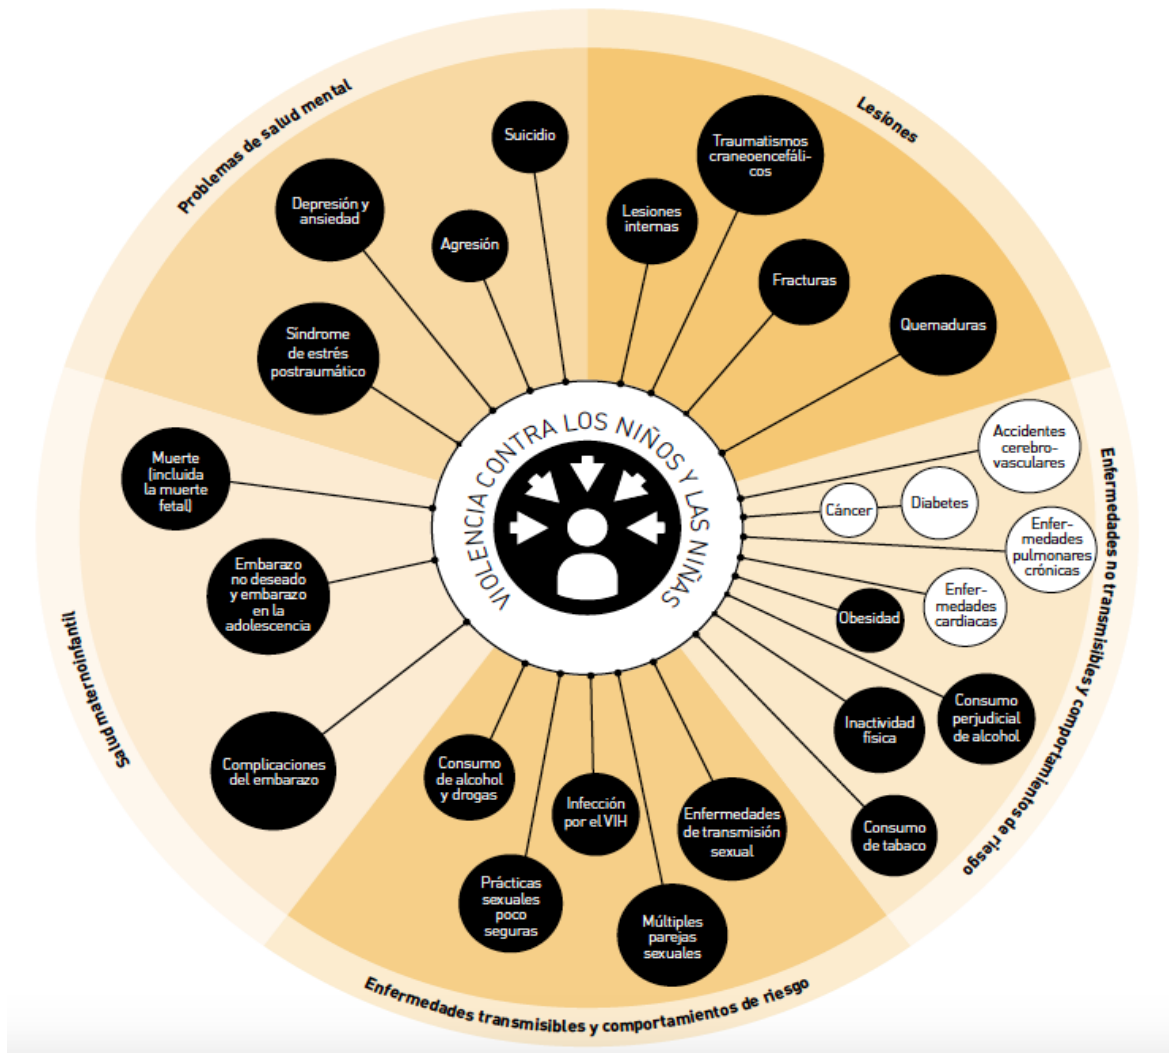 Problemas de salud mental
Suicidio
Depresión y
ansiedad
Agresión
Síndrome
de estrés
postraumático
Lesiones
Traumatismos
craneoencefáli-
cos
Lesiones
internas
Fracturas
Quemaduras
VIOLENCIA CONTRA LOS NIÑOS Y LAS NIÑAS
Enfermedades no transmisibles y comportamientos de riesgo
Accidentes
cerebro-
vasculares
Cáncer
Diabetes
Enfer-
medades
pulmonares
crónicas
Enfer-
medades
cardiacas
Obesidad
Consumo
perjudicial
de alcohol
Inactividad
física
Consumo
de tabaco
Enfermedades transmisibles y comportamientos de riesgo
Consumo
de alcohol
y drogas
Infección
por el VIH
Enfermedades
de transmisión
sexual
Prácticas
sexuales
poco
seguras
Múltiples
parejas
sexuales
Salud maternoinfantil
Muerte
(incluida
la muerte
fetal)
Embarazo
no deseado
y embarazo
en la
adolescencia
Complicaciones
del embarazo